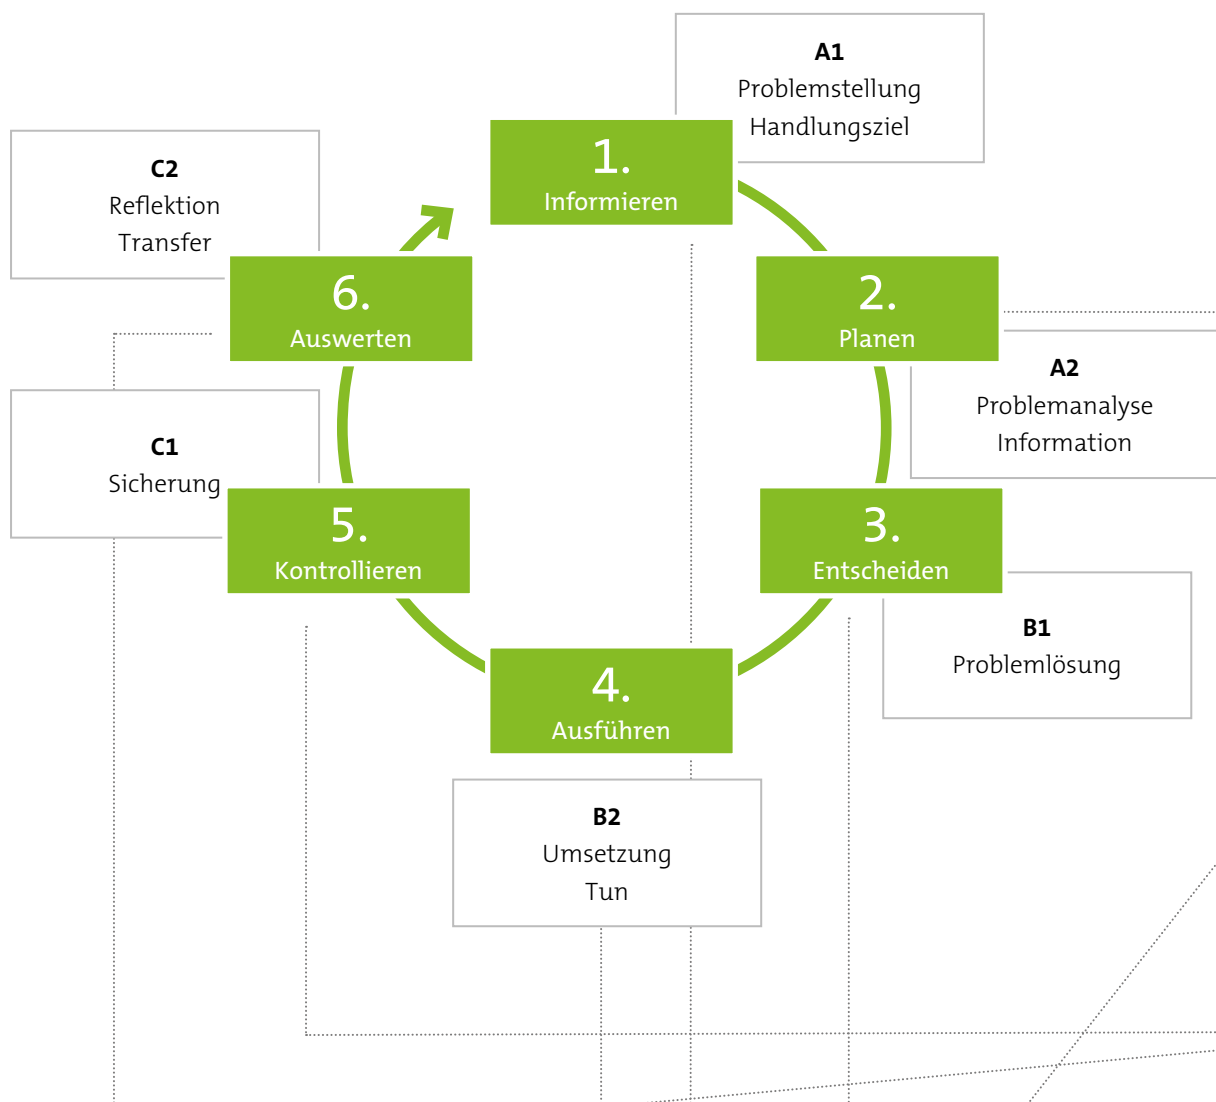 A1
Problemstellung
Handlungsziel
1.
Informieren
C2
Reflektion
Transfer
6.
Auswerten
2.
Planen
A2
Problemanalyse
Information
C1
Sicherung
5.
Kontrollieren
3.
Entscheiden
B1
Problemlösung
4.
Ausführen
B2
Umsetzung
Tun